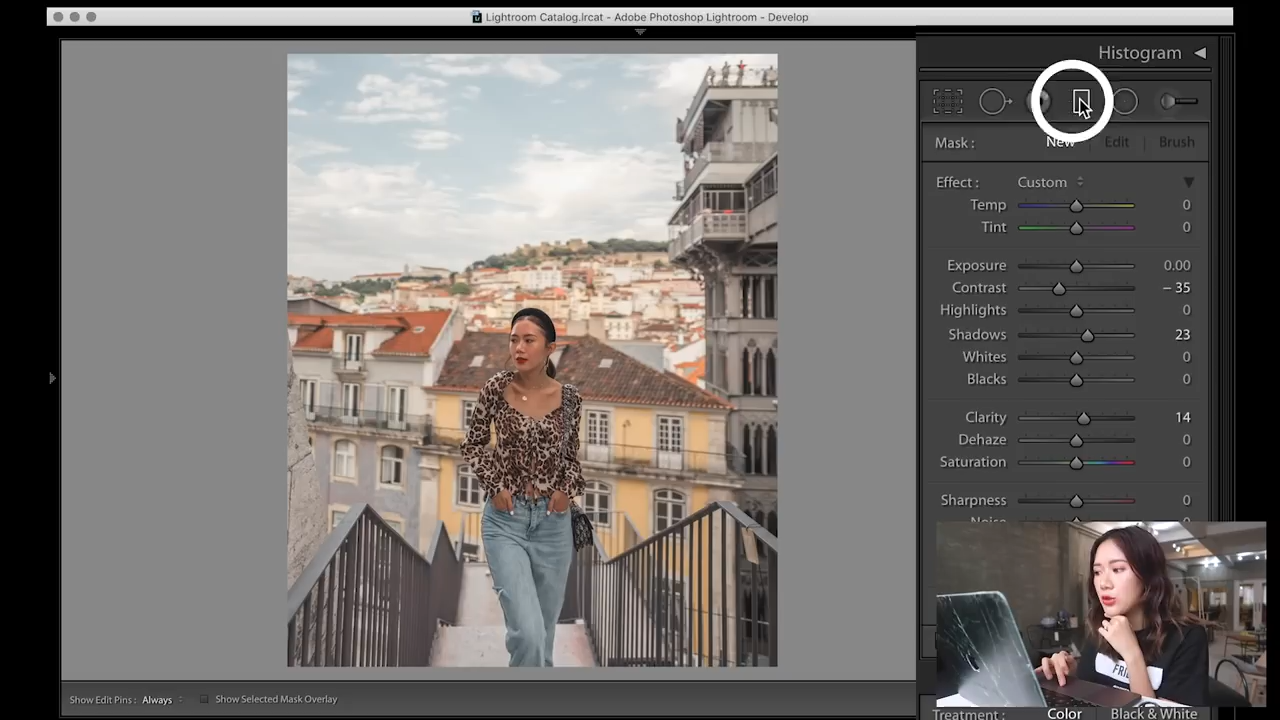 Lightroom Catalog.lrcat - Adobe Photoshop Lightroom - Develop
Histogram
Mask : New | Edit | Brush
Effect : Custom
Temp 0
Tint 0
Exposure 0.00
Contrast – 35
Highlights 0
Shadows 23
Whites 0
Blacks 0
Clarity 14
Dehaze 0
Saturation 0
Sharpness 0
Noise
Show Edit Pins : Always
Show Selected Mask Overlay
Treatment : Color Black & White